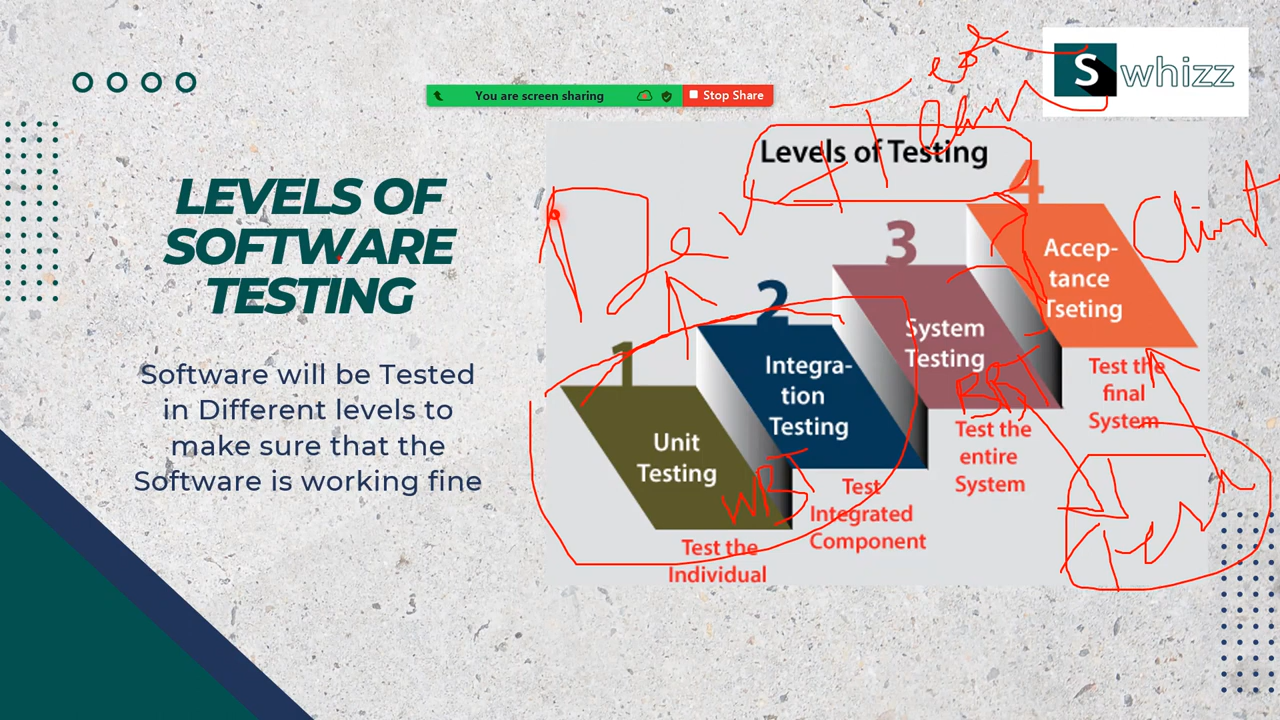 S whizz
You are screen sharing
Stop Share
LEVELS OF
SOFTWARE
TESTING
Software will be Tested
in Different levels to
make sure that the
Software is working fine
Levels of Testing
1
Unit
Testing
Test the
Individual
2
Integra-
tion
Testing
Test
Integrated
Component
3
System
Testing
Test the
entire
System
4
Accep-
tance
Tseting
Test the
final
System
Dev
Test
Team
Client
WBT
BBT